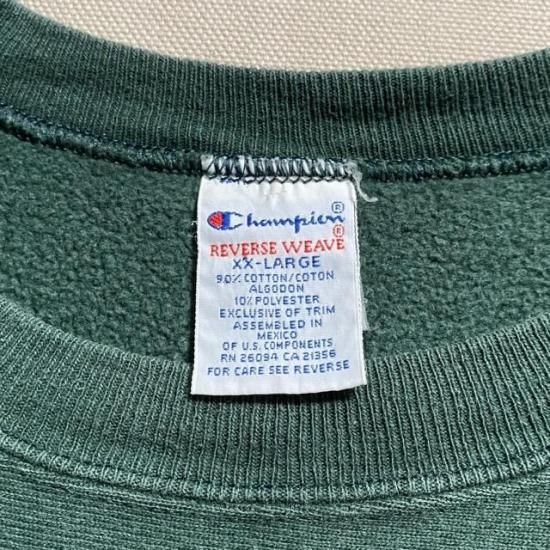 Champion®
REVERSE WEAVE®
XX-LARGE
90% COTTON/COTON
ALGODON
10% POLYESTER
EXCLUSIVE OF TRIM
ASSEMBLED IN
MEXICO
OF U.S. COMPONENTS
RN 26094 CA 21356
FOR CARE SEE REVERSE